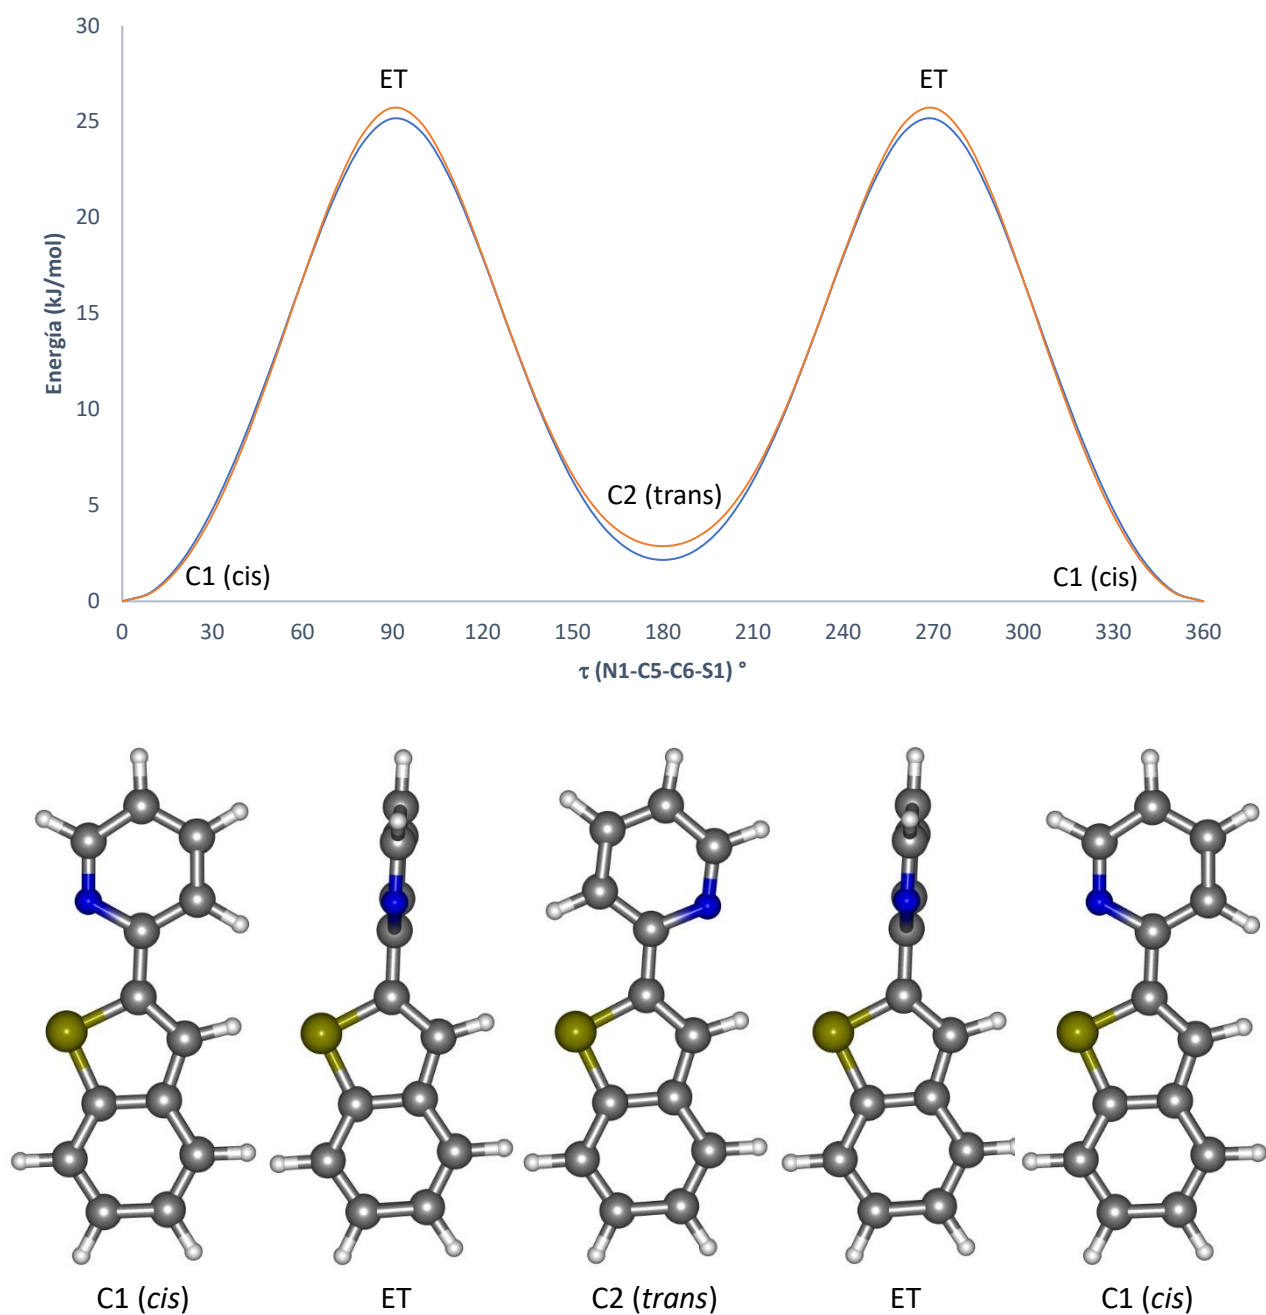 30
ET
ET
25
20
Energía (kJ/mol)
15
10
C2 (trans)
5
C1 (cis)
C1 (cis)
0
0 30 60 90 120 150 180 210 240 270 300 330 360
τ (N1-C5-C6-S1) °
C1 (cis) ET C2 (trans) ET C1 (cis)